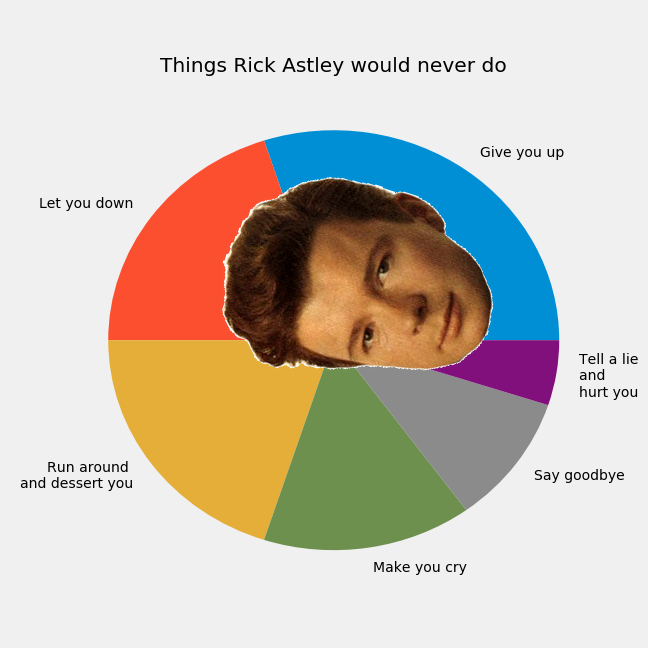 Things Rick Astley would never do
Give you up
Let you down
Tell a lie
and
hurt you
Run around
and dessert you
Say goodbye
Make you cry